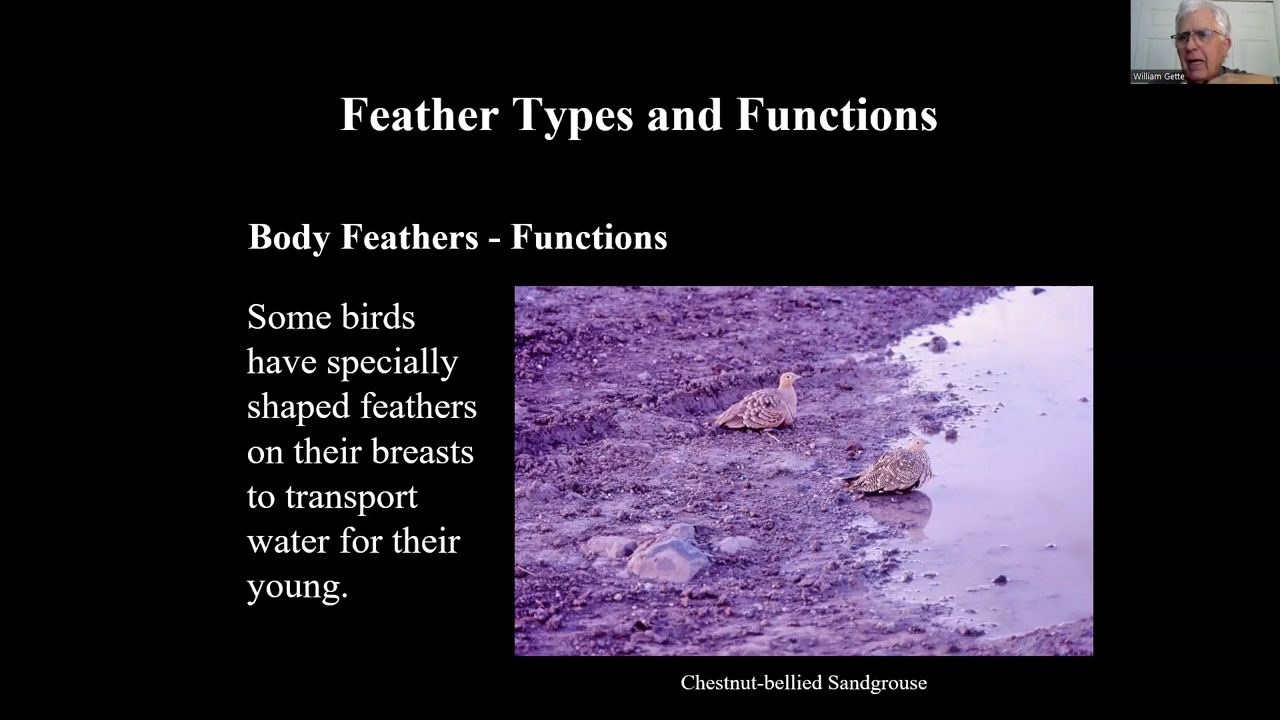 William Gette
Feather Types and Functions
Body Feathers - Functions
Some birds
have specially
shaped feathers
on their breasts
to transport
water for their
young.
Chestnut-bellied Sandgrouse